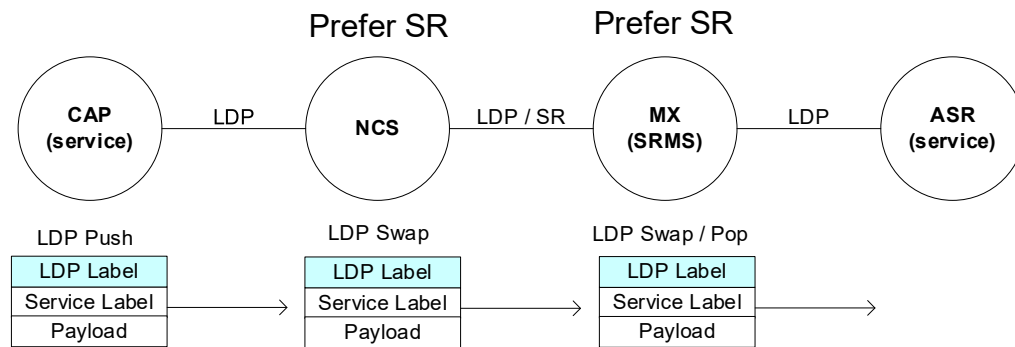 Prefer SR
Prefer SR
CAP
(service)
LDP
NCS
LDP / SR
MX
(SRMS)
LDP
ASR
(service)
LDP Push
LDP Swap
LDP Swap / Pop
LDP Label
Service Label
Payload
LDP Label
Service Label
Payload
LDP Label
Service Label
Payload